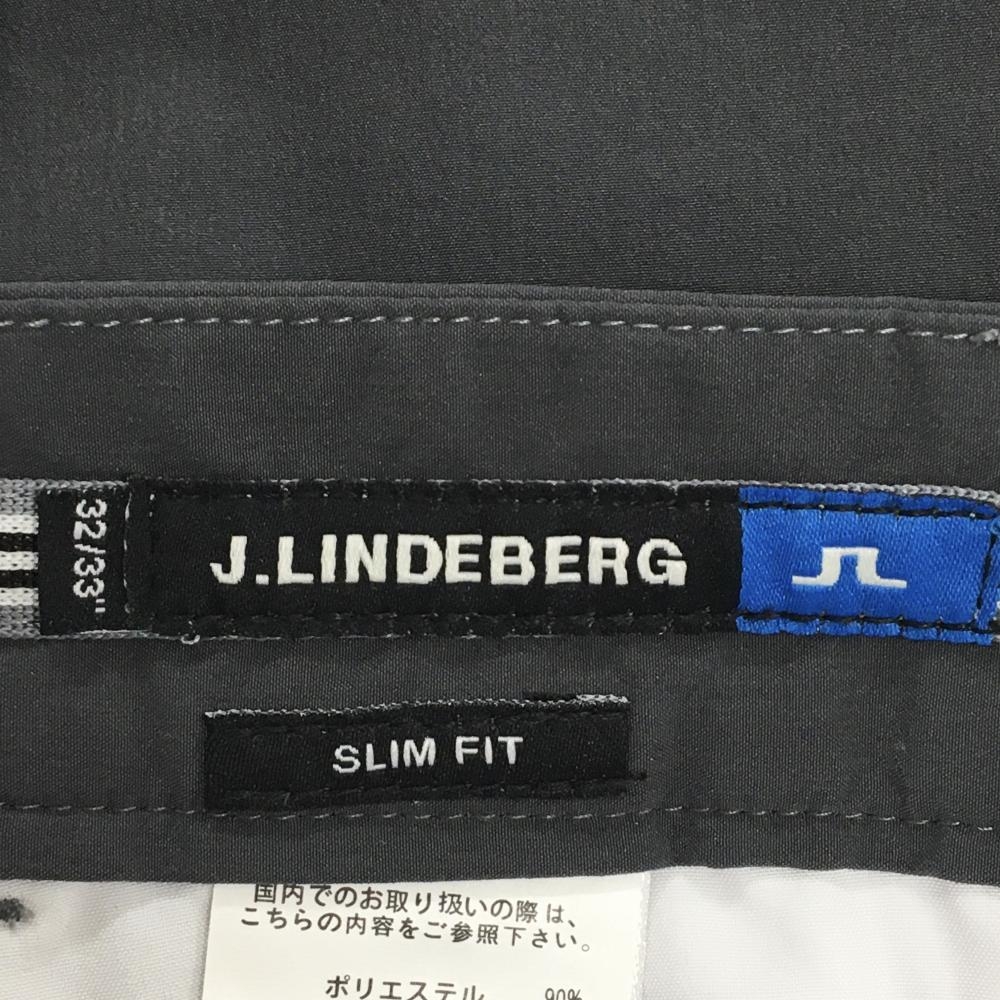 32/33"
J.LINDEBERG
SLIM FIT
国内でのお取り扱いの際は、
こちらの内容をご参照下さい。
ポリエステル 90%